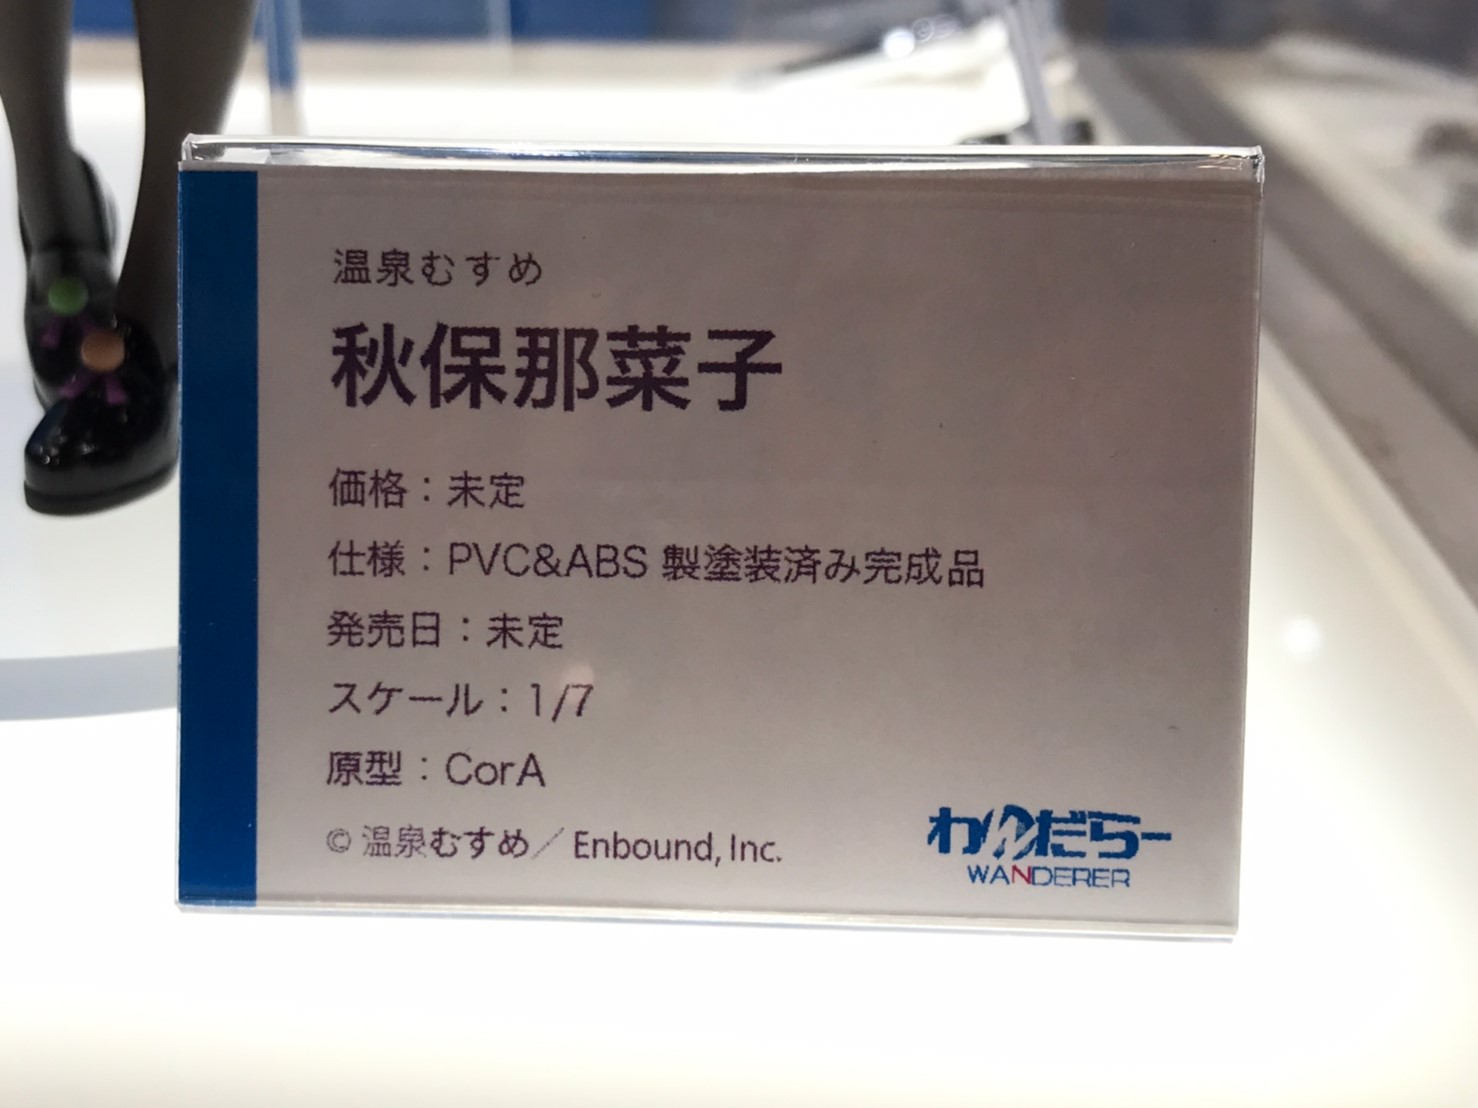 温泉むすめ
秋保那菜子
価格：未定
仕様：PVC&ABS 製塗装済み完成品
発売日：未定
スケール：1/7
原型：CorA
© 温泉むすめ／ Enbound, Inc.
わんだらー
WANDERER